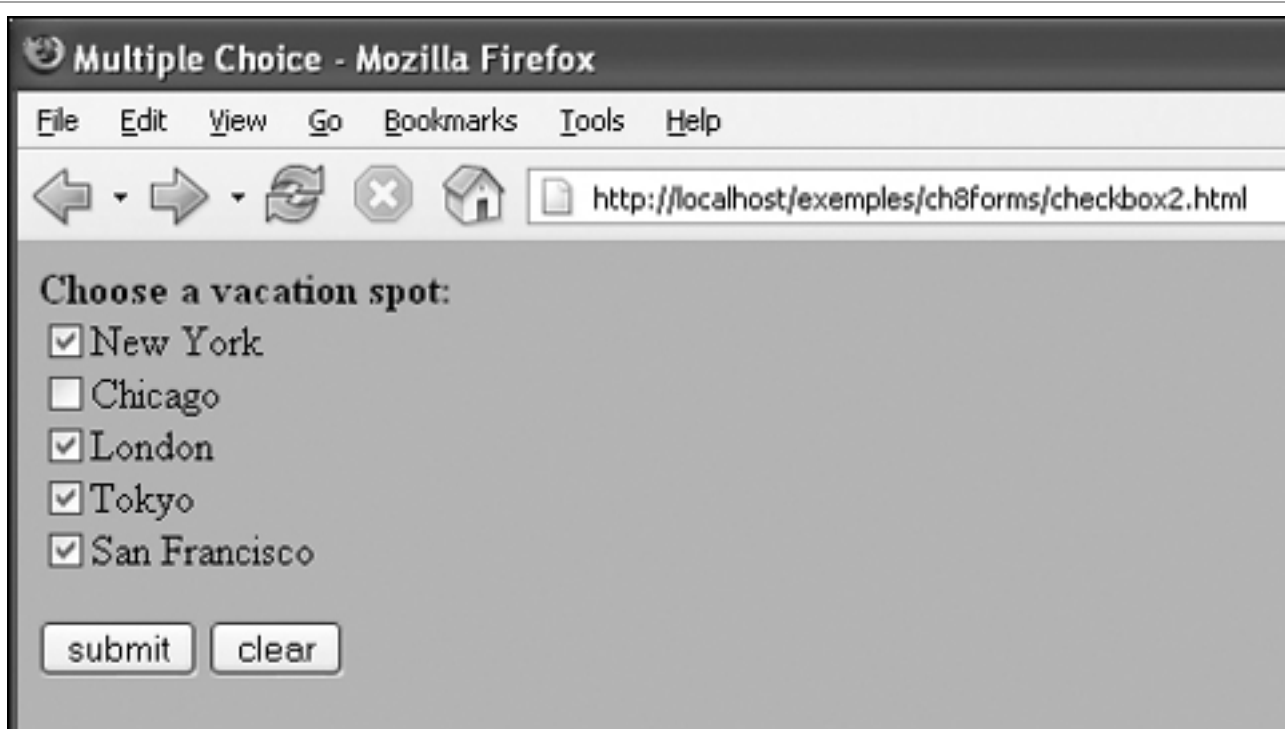 Multiple Choice - Mozilla Firefox
File Edit View Go Bookmarks Tools Help
http://localhost/exemples/ch8forms/checkbox2.html
Choose a vacation spot:
New York
Chicago
London
Tokyo
San Francisco
submit clear